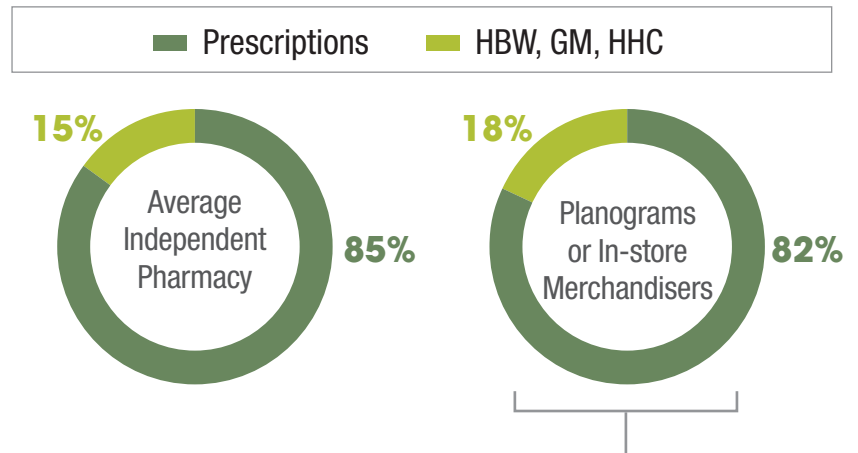 Prescriptions
HBW, GM, HHC
15%
Average
Independent
Pharmacy
85%
18%
Planograms
or In-store
Merchandisers
82%